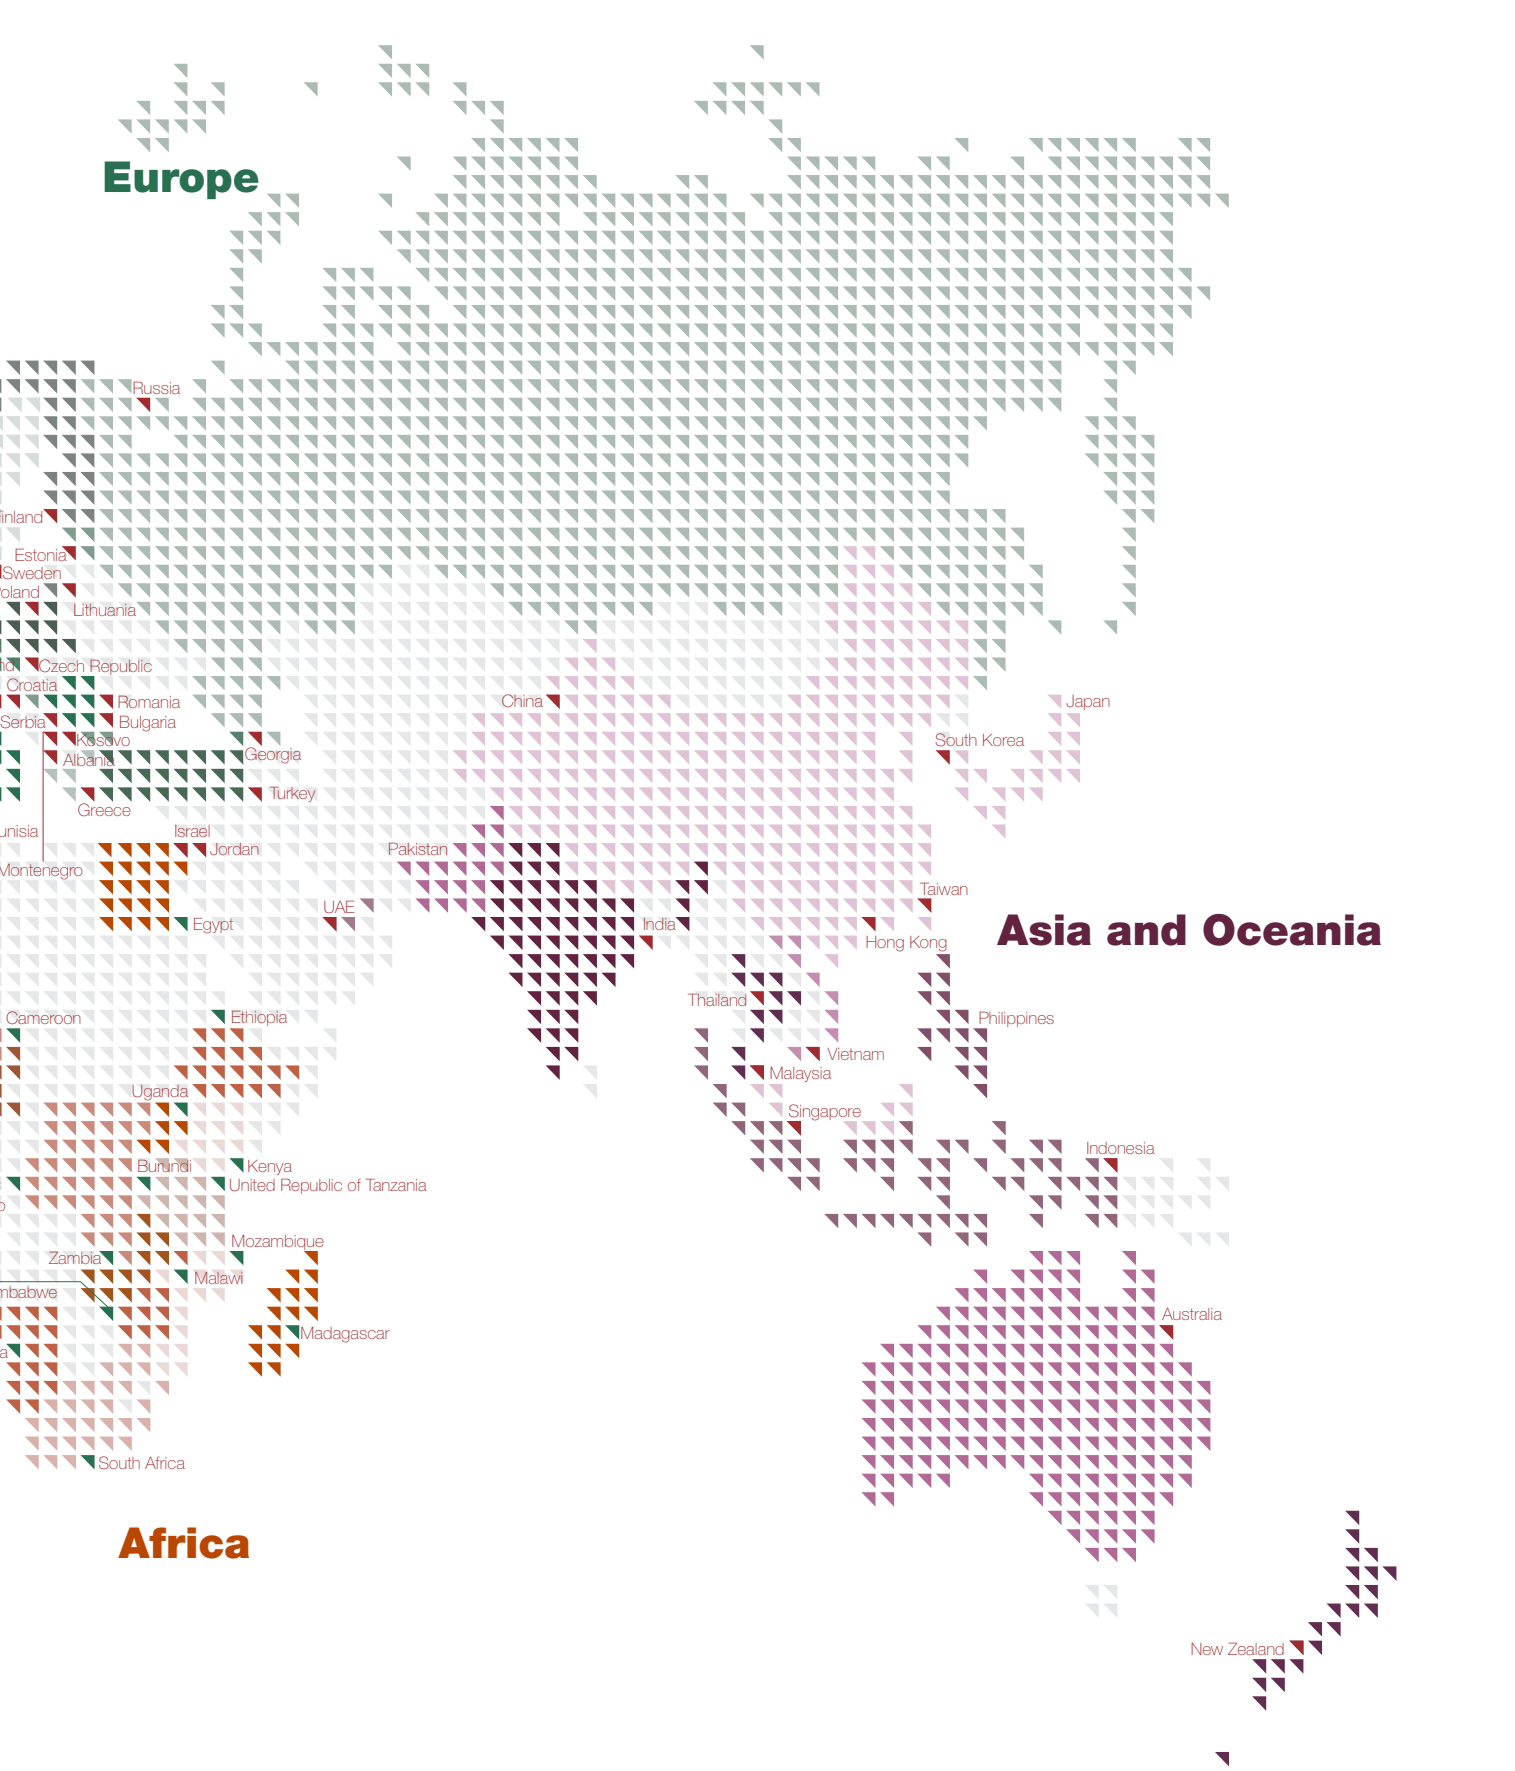 Europe
Russia
Estonia
Sweden
Lithuania
Czech Republic
Croatia
Romania
China
Japan
Serbia
Bulgaria
Kosovo
South Korea
Georgia
Albania
Turkey
Greece
Israel
Jordan
Pakistan
Montenegro
Taiwan
UAE
Egypt
India
Asia and Oceania
Hong Kong
Thailand
Cameroon
Ethiopia
Philippines
Vietnam
Malaysia
Uganda
Singapore
Indonesia
Burundi
Kenya
United Republic of Tanzania
Mozambique
Zambia
Malawi
Australia
Madagascar
South Africa
Africa
New Zealand